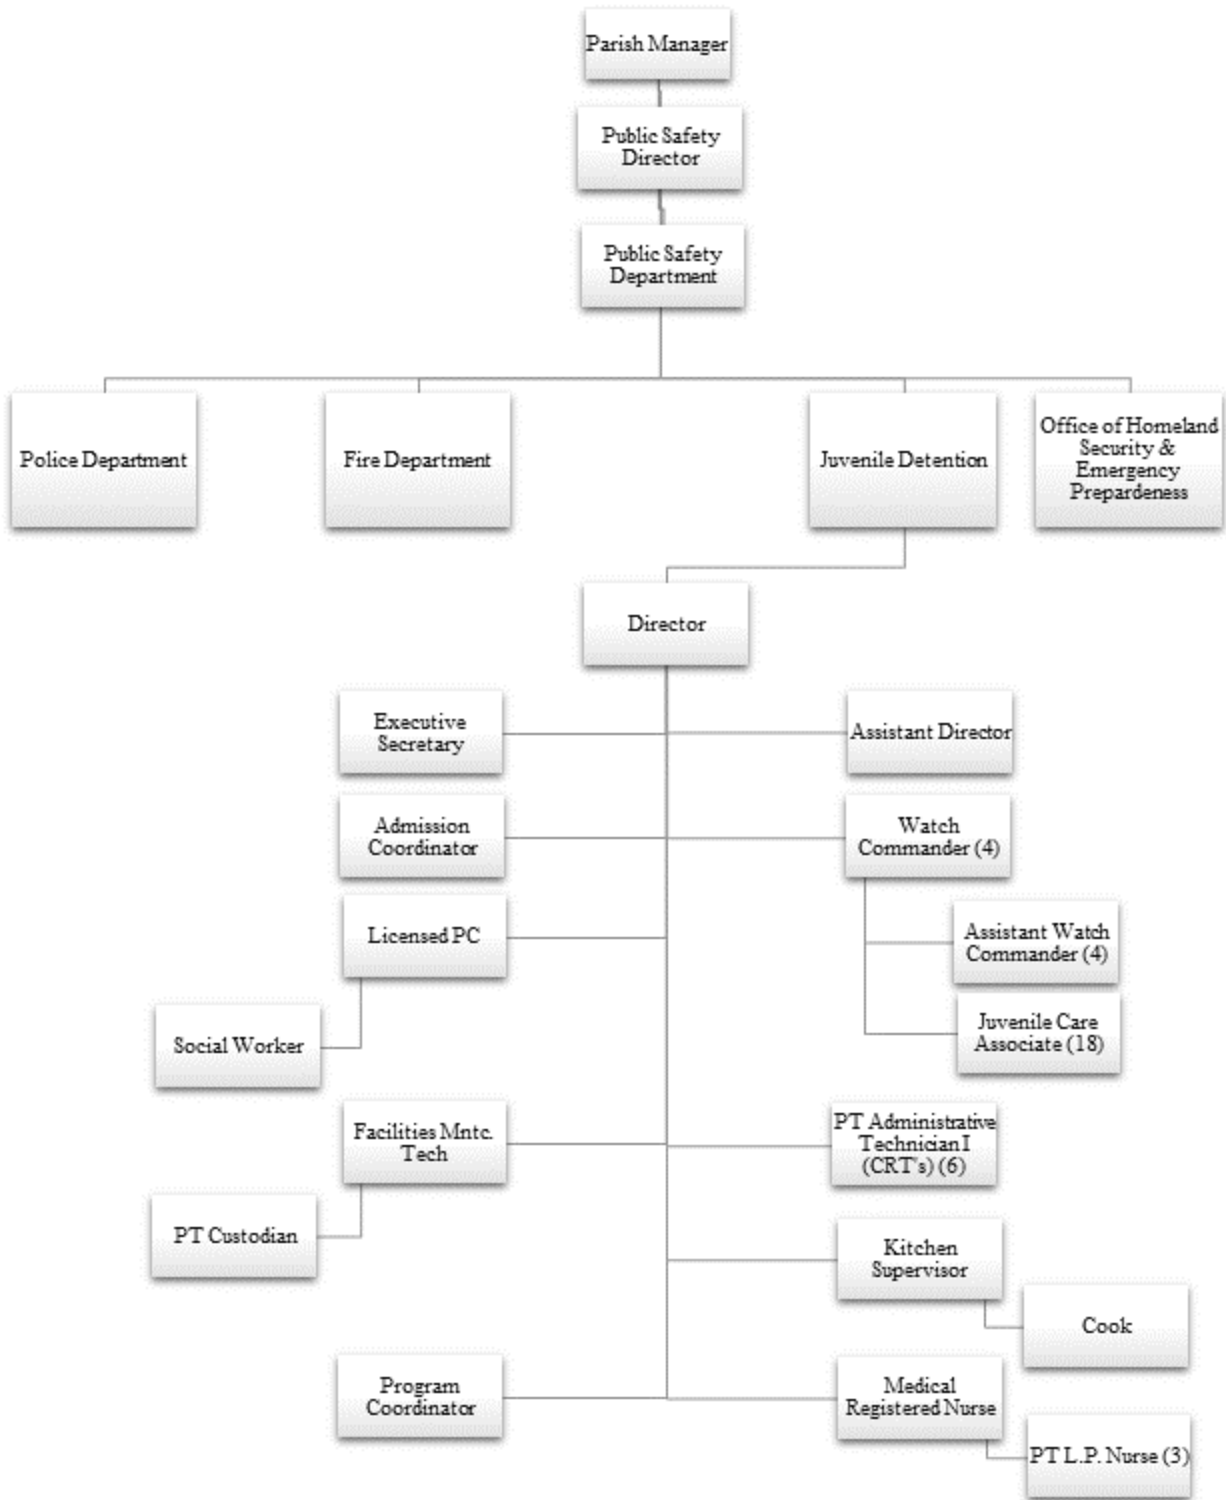 Parish Manager
Public Safety
Director
Public Safety
Department
Police Department
Fire Department
Juvenile Detention
Office of Homeland
Security &
Emergency
Prepardeness
Director
Executive
Secretary
Assistant Director
Admission
Coordinator
Watch
Commander (4)
Licensed PC
Assistant Watch
Commander (4)
Social Worker
Juvenile Care
Associate (18)
Facilities Mntc.
Tech
PT Administrative
Technician I
(CRT's) (6)
PT Custodian
Kitchen
Supervisor
Cook
Program
Coordinator
Medical
Registered Nurse
PT L.P. Nurse (3)